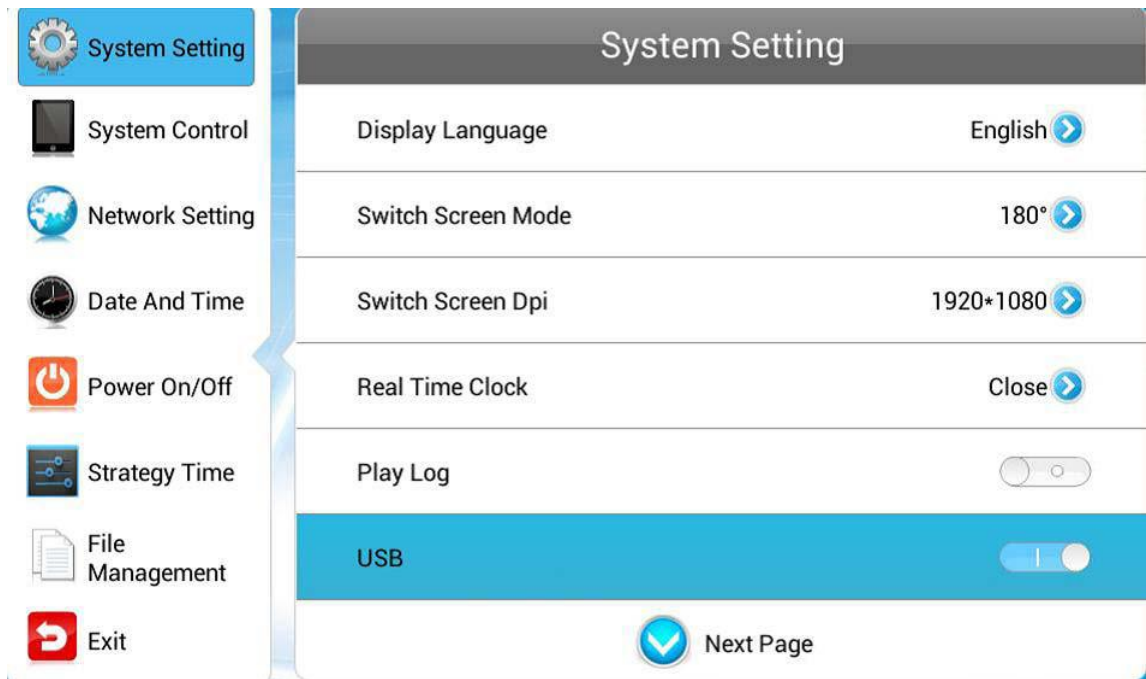 System Setting
System Control
Network Setting
Date And Time
Power On/Off
Strategy Time
File
Management
Exit
System Setting
Display Language English
Switch Screen Mode 180°
Switch Screen Dpi 1920*1080
Real Time Clock Close
Play Log
USB
Next Page